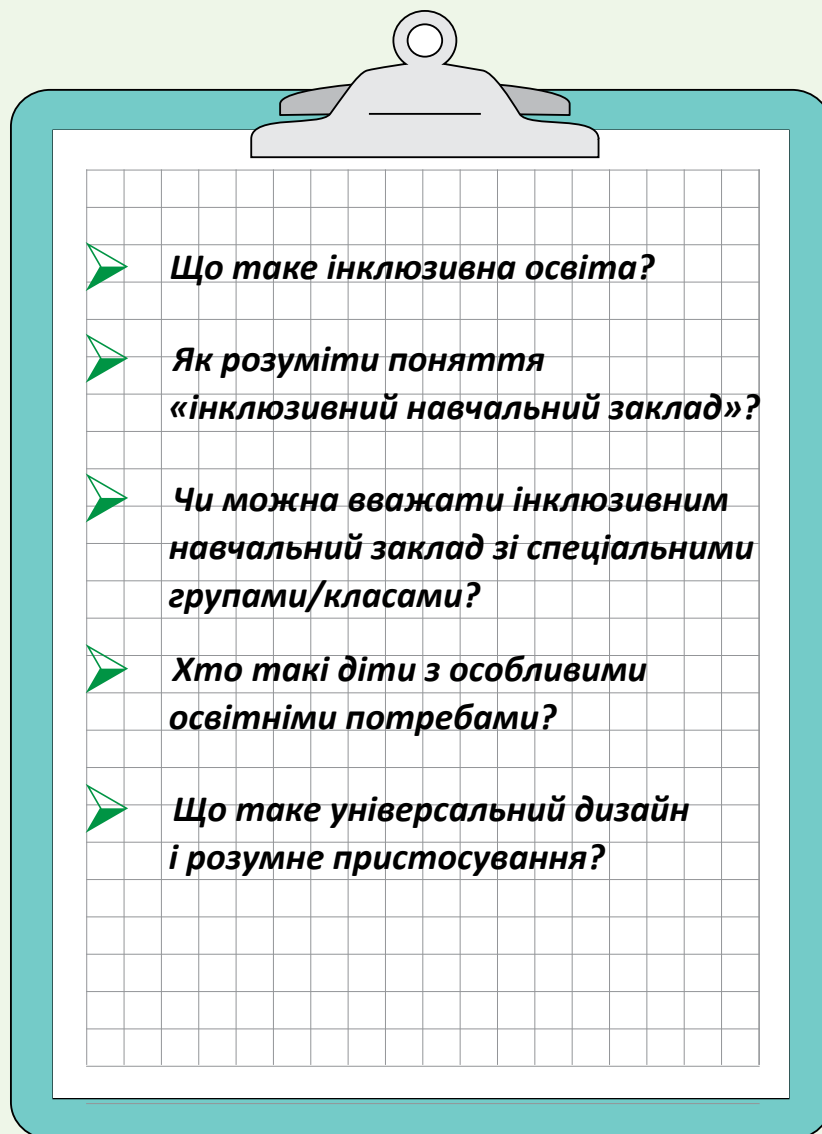 Що таке інклюзивна освіта?
Як розуміти поняття
«інклюзивний навчальний заклад»?
Чи можна вважати інклюзивним
навчальний заклад зі спеціальними
групами/класами?
Хто такі діти з особливими
освітніми потребами?
Що таке універсальний дизайн
і розумне пристосування?